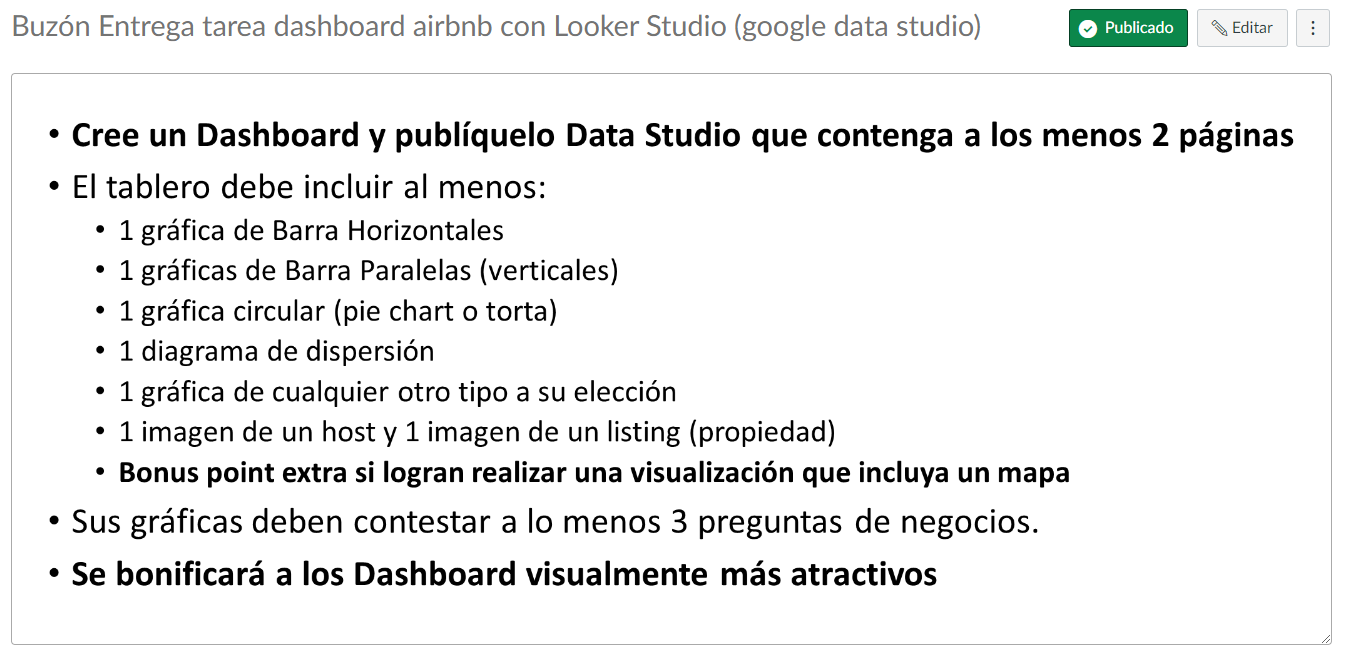 Buzón Entrega tarea dashboard airbnb con Looker Studio (google data studio)
Publicado
Editar
• Cree un Dashboard y publíquelo Data Studio que contenga a los menos 2 páginas
• El tablero debe incluir al menos:
• 1 gráfica de Barra Horizontales
• 1 gráficas de Barra Paralelas (verticales)
• 1 gráfica circular (pie chart o torta)
• 1 diagrama de dispersión
• 1 gráfica de cualquier otro tipo a su elección
• 1 imagen de un host y 1 imagen de un listing (propiedad)
• Bonus point extra si logran realizar una visualización que incluya un mapa
• Sus gráficas deben contestar a lo menos 3 preguntas de negocios.
• Se bonificará a los Dashboard visualmente más atractivos